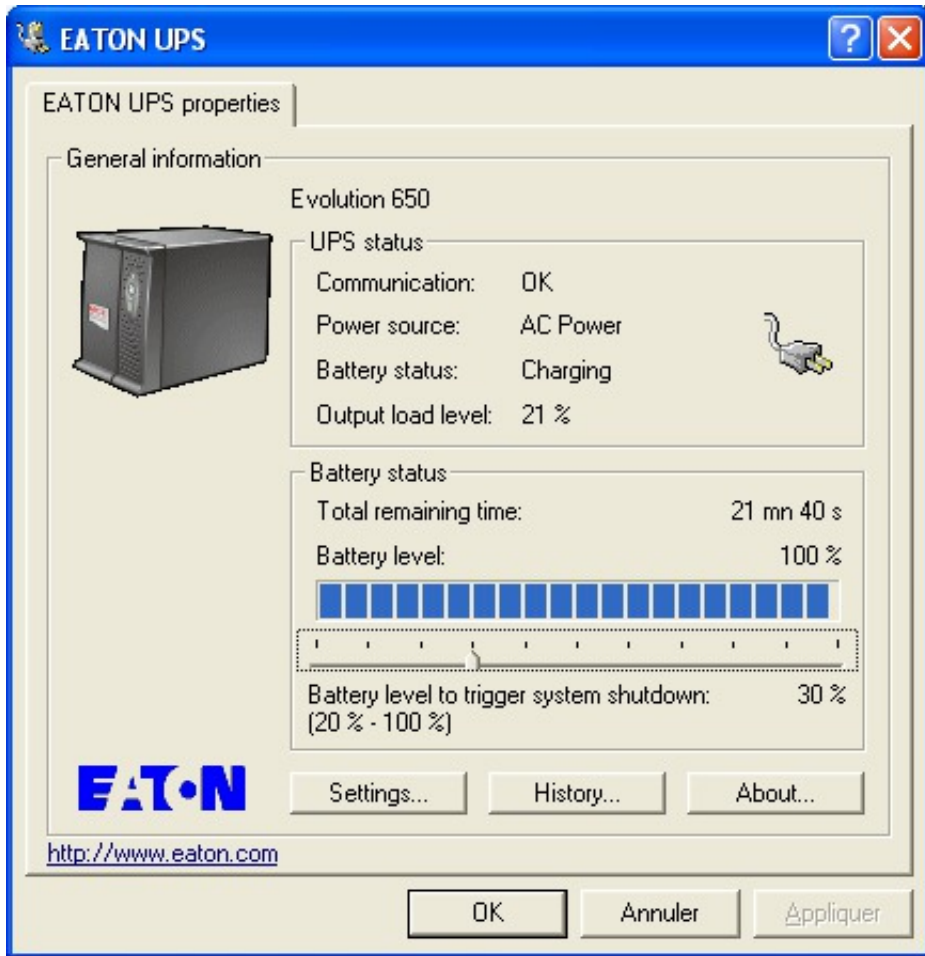 EATON UPS
EATON UPS properties
General information
Evolution 650
UPS status
Communication: OK
Power source: AC Power
Battery status: Charging
Output load level: 21 %
Battery status
Total remaining time: 21 mn 40 s
Battery level: 100 %
Battery level to trigger system shutdown: 30 %
(20 % - 100 %)
EATON
Settings... History... About...
http://www.eaton.com
OK Annuler Appliquer